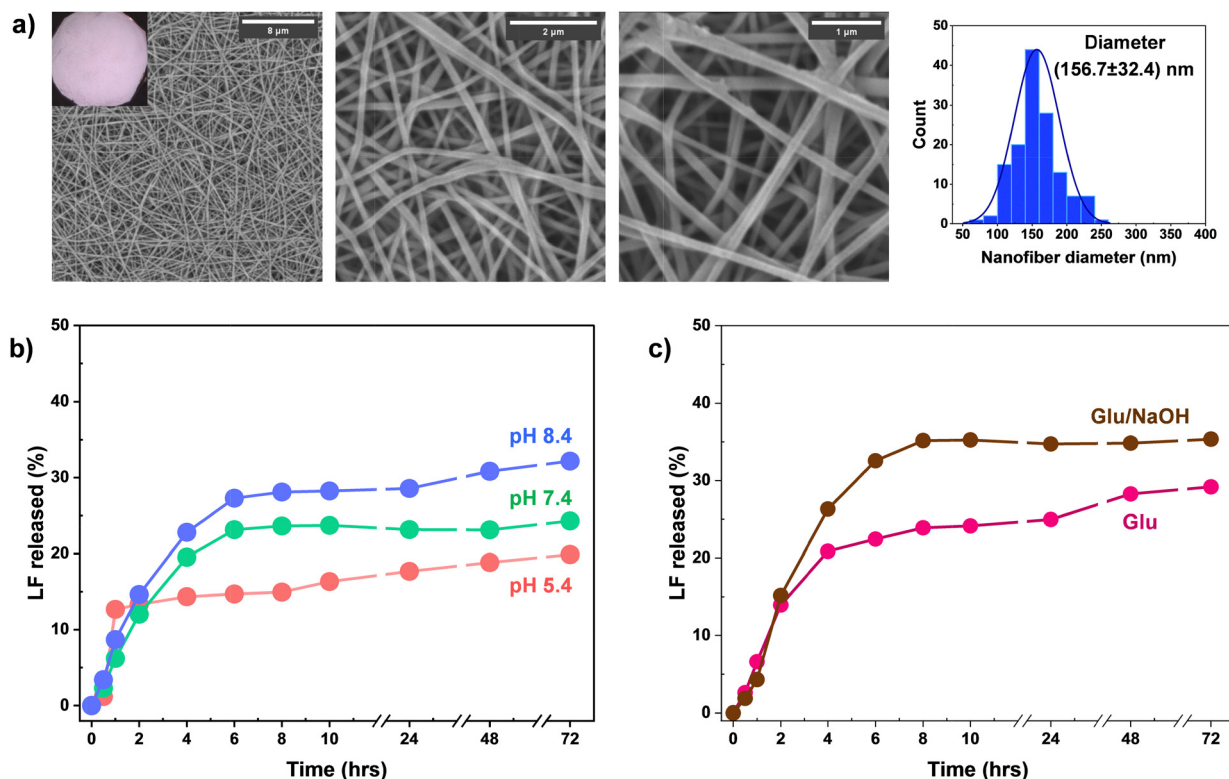 a)
8 µm
2 µm
1 µm
Diameter
(156.7±32.4) nm
Count
50
40
30
20
10
0
50 100 150 200 250 300 350 400
Nanofiber diameter (nm)
b)
LF released (%)
50
40
30
20
10
0
pH 8.4
pH 7.4
pH 5.4
0 2 4 6 8 10 24 48 72
Time (hrs)
c)
LF released (%)
50
40
30
20
10
0
Glu/NaOH
Glu
0 2 4 6 8 10 24 48 72
Time (hrs)